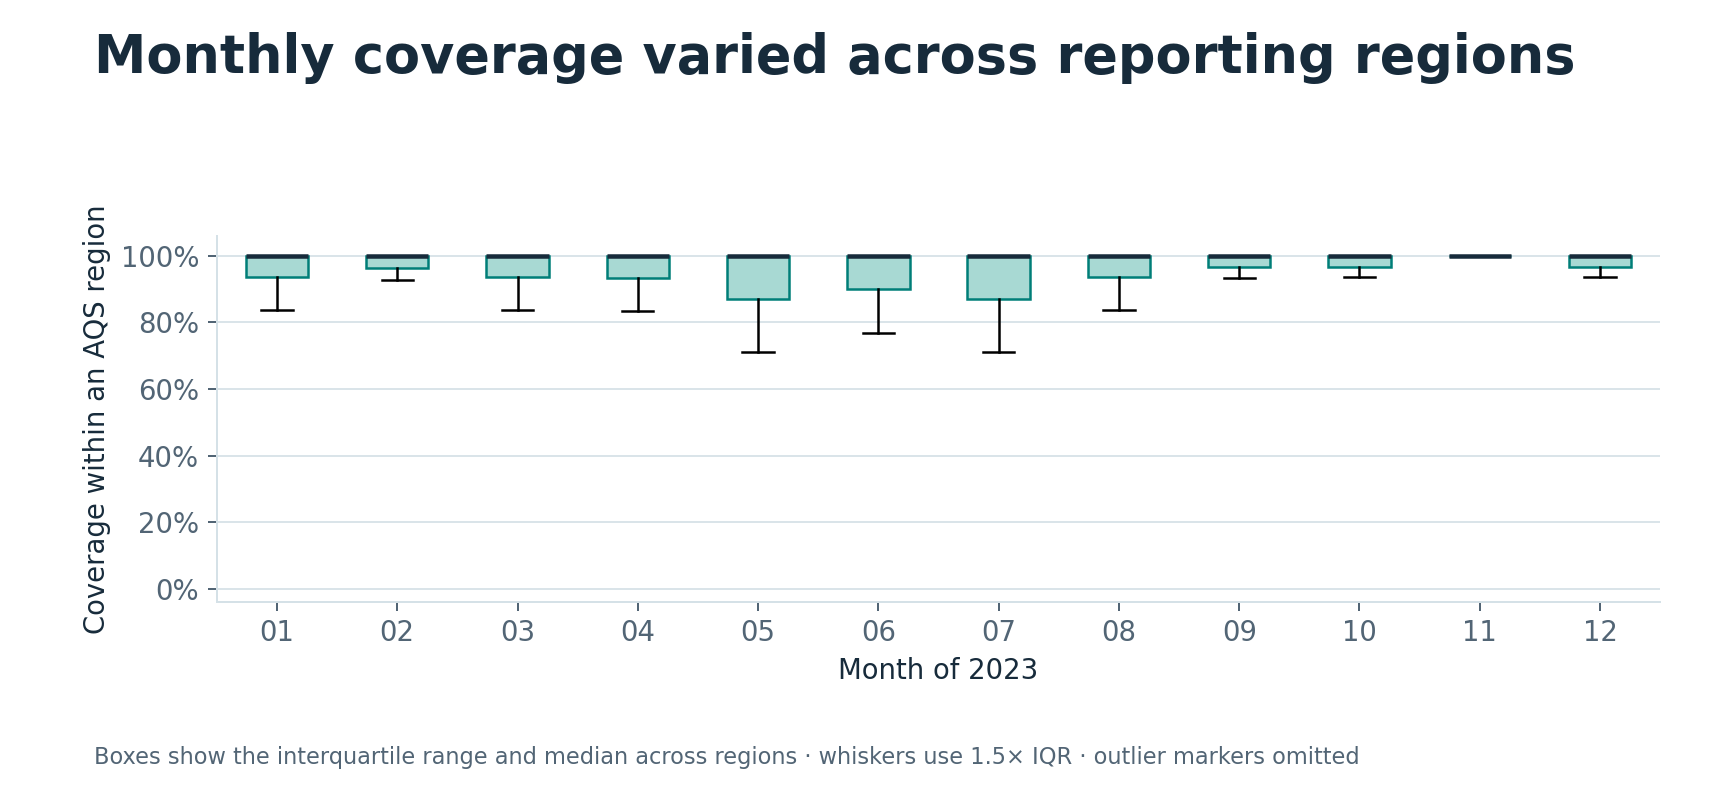 Monthly coverage varied across reporting regions
Coverage within an AQS region
100%
80%
60%
40%
20%
0%
01 02 03 04 05 06 07 08 09 10 11 12
Month of 2023
Boxes show the interquartile range and median across regions · whiskers use 1.5× IQR · outlier markers omitted